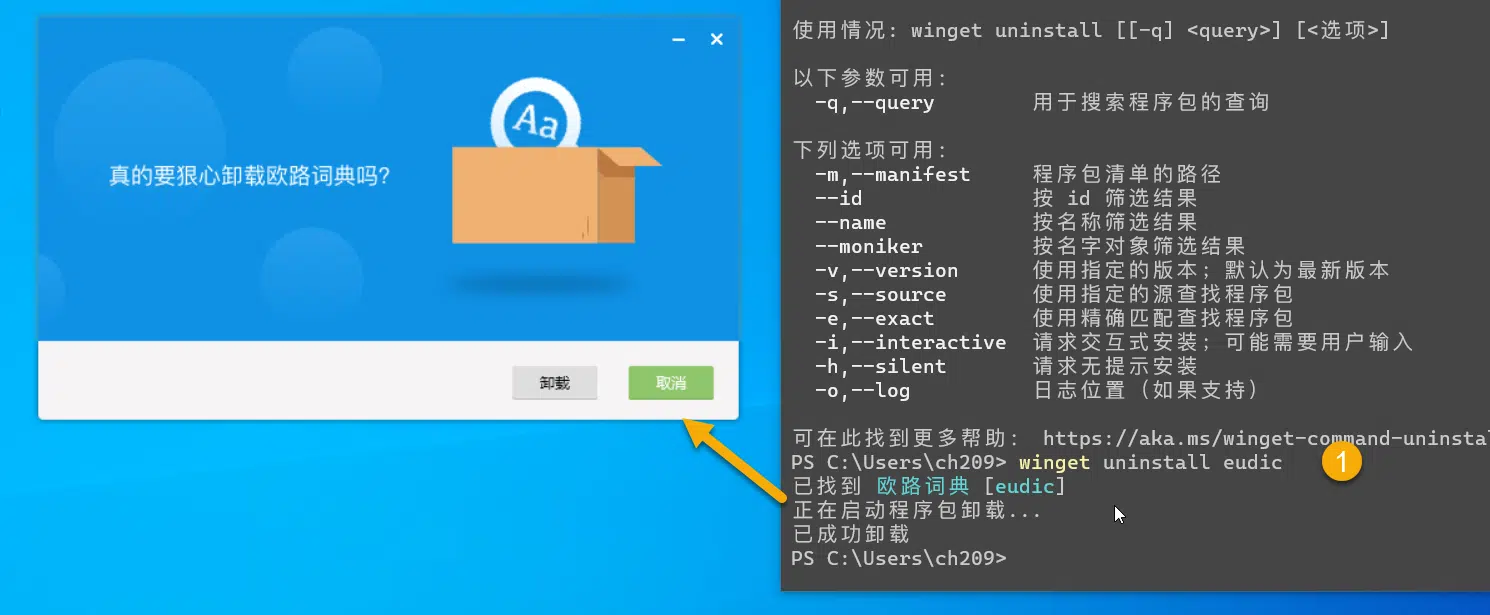 真的要狠心卸载欧路词典吗?
Aa
卸载
取消
使用情况: winget uninstall [[-q] <query>] [<选项>]
以下参数可用:
-q,--query 用于搜索程序包的查询
下列选项可用:
-m,--manifest 程序包清单的路径
--id 按 id 筛选结果
--name 按名称筛选结果
--moniker 按名字对象筛选结果
-v,--version 使用指定的版本; 默认为最新版本
-s,--source 使用指定的源查找程序包
-e,--exact 使用精确匹配查找程序包
-i,--interactive 请求交互式安装; 可能需要用户输入
-h,--silent 请求无提示安装
-o,--log 日志位置（如果支持）
可在此找到更多帮助: https://aka.ms/winget-command-uninstal
PS C:\Users\ch209> winget uninstall eudic
1
已找到 欧路词典 [eudic]
正在启动程序包卸载...
已成功卸载
PS C:\Users\ch209>